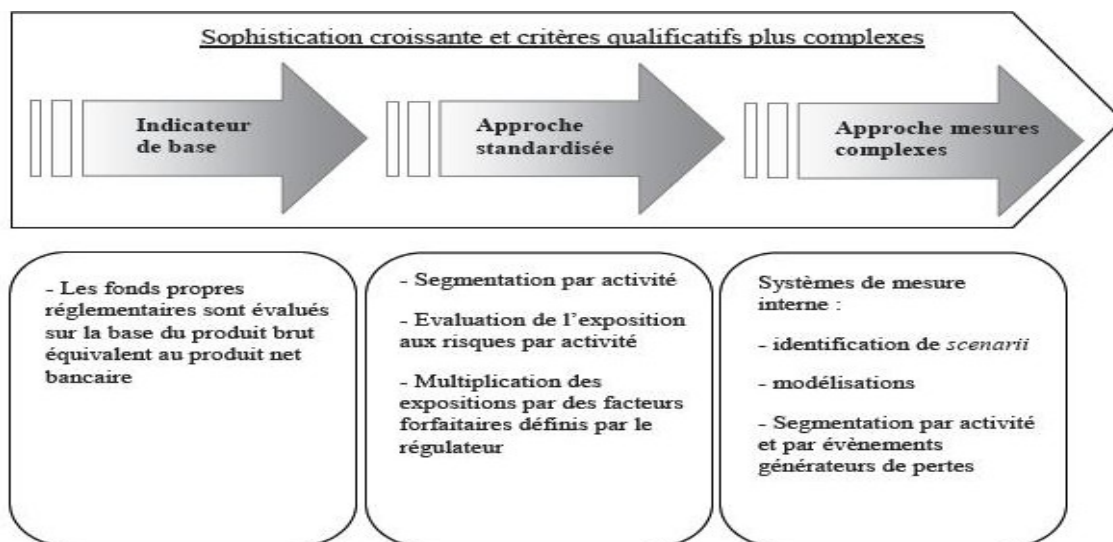 Sophistication croissante et critères qualificatifs plus complexes
Indicateur
de base
Approche
standardisée
Approche mesures
complexes
- Les fonds propres
réglementaires sont évalués
sur la base du produit brut
équivalent au produit net
bancaire
- Segmentation par activité
- Evaluation de l'exposition
aux risques par activité
- Multiplication des
expositions par des facteurs
forfaitaires définis par le
régulateur
Systèmes de mesure
interne :
- identification de scenarii
- modélisations
- Segmentation par activité
et par évènements
générateurs de pertes